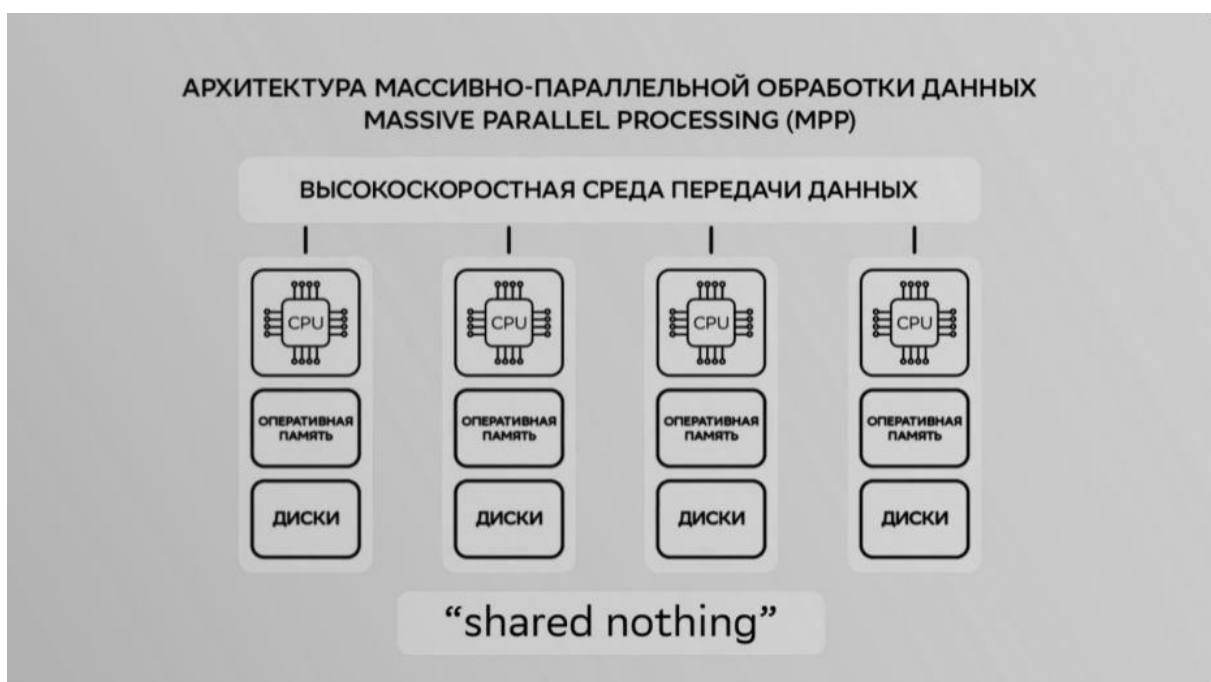 АРХИТЕКТУРА МАССИВНО-ПАРАЛЛЕЛЬНОЙ ОБРАБОТКИ ДАННЫХ
MASSIVE PARALLEL PROCESSING (MPP)
ВЫСОКОСКОРОСТНАЯ СРЕДА ПЕРЕДАЧИ ДАННЫХ
CPU
CPU
CPU
CPU
ОПЕРАТИВНАЯ
ПАМЯТЬ
ОПЕРАТИВНАЯ
ПАМЯТЬ
ОПЕРАТИВНАЯ
ПАМЯТЬ
ОПЕРАТИВНАЯ
ПАМЯТЬ
ДИСКИ
ДИСКИ
ДИСКИ
ДИСКИ
“shared nothing”